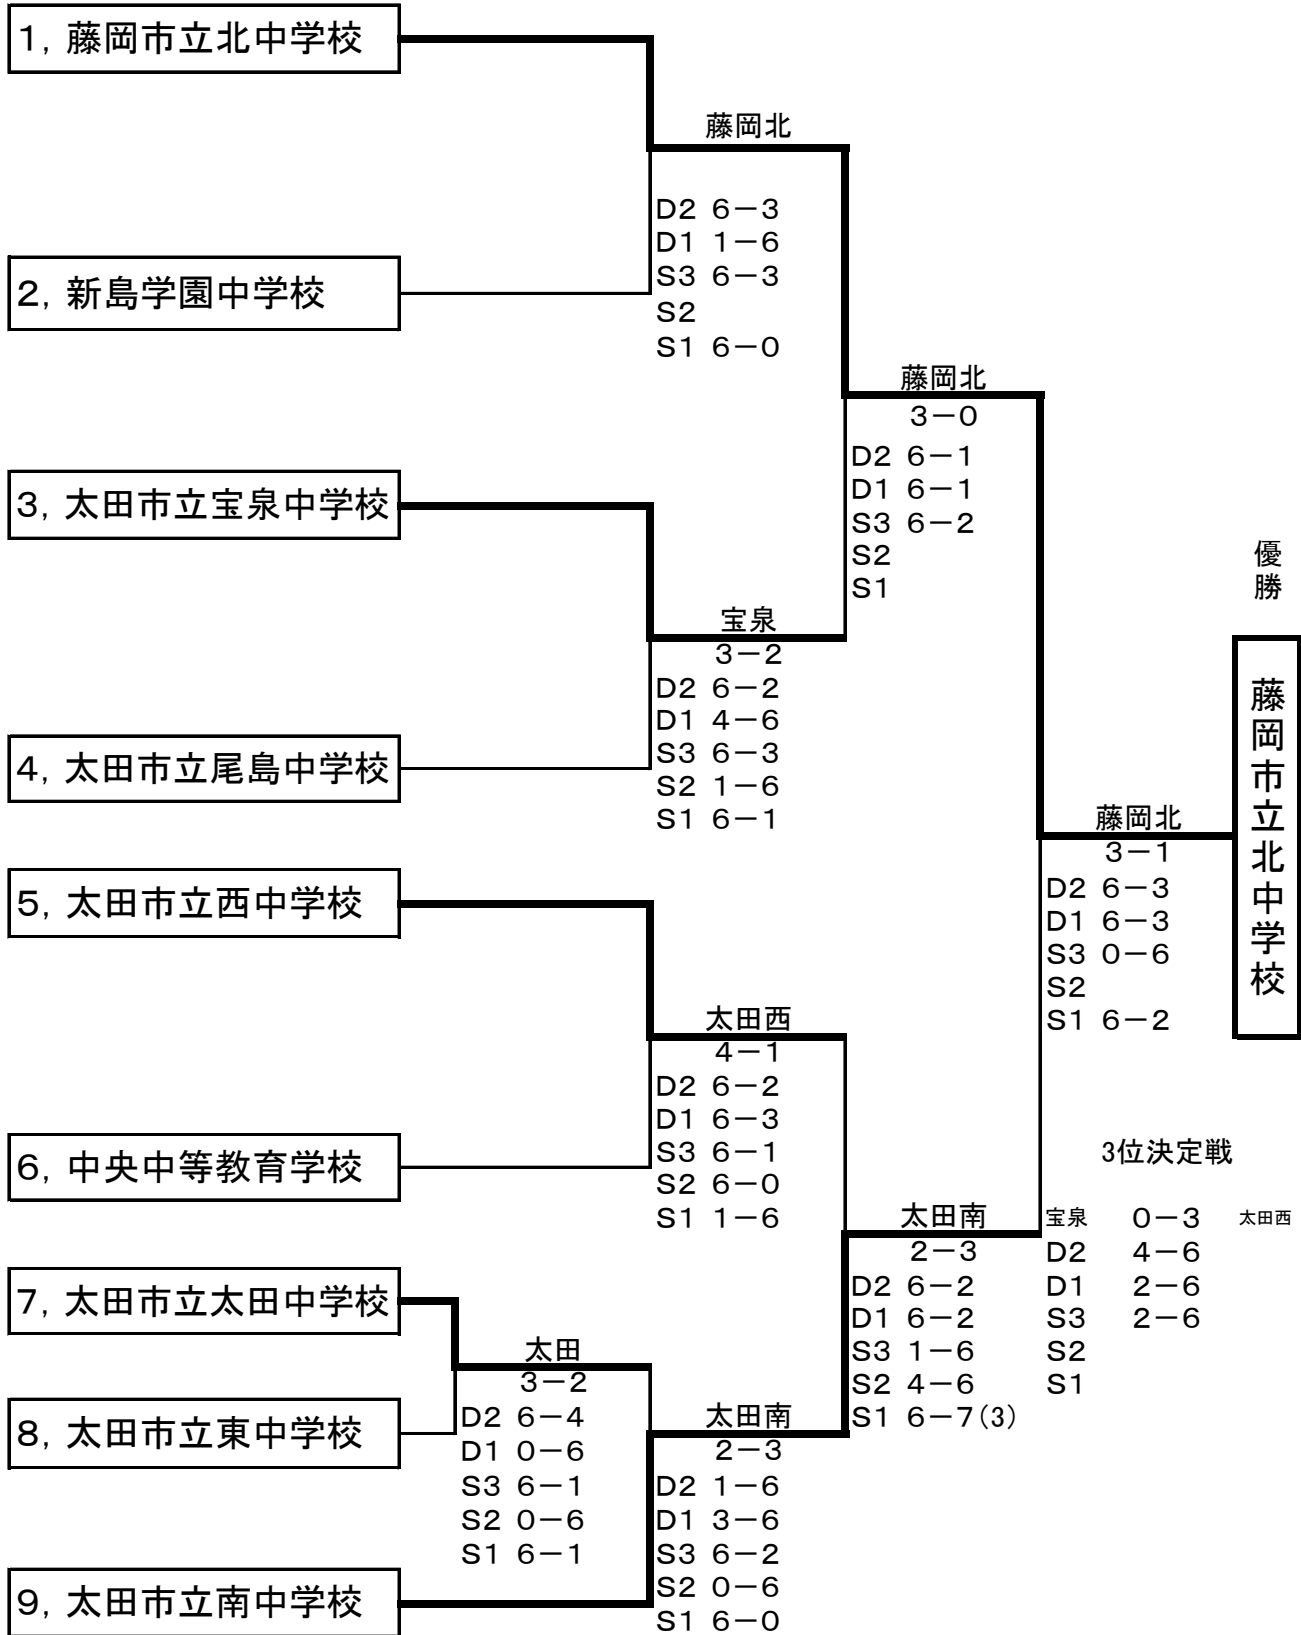 1, 藤岡市立北中学校
藤岡北
D2 6-3
D1 1-6
S3 6-3
S2
S1 6-0
2, 新島学園中学校
藤岡北
3-0
D2 6-1
D1 6-1
S3 6-2
S2
S1
3, 太田市立宝泉中学校
宝泉
3-2
D2 6-2
D1 4-6
S3 6-3
S2 1-6
S1 6-1
4, 太田市立尾島中学校
優勝
藤岡市立北中学校
藤岡北
3-1
D2 6-3
D1 6-3
S3 0-6
S2
S1 6-2
5, 太田市立西中学校
太田西
4-1
D2 6-2
D1 6-3
S3 6-1
S2 6-0
S1 1-6
6, 中央中等教育学校
3位決定戦
宝泉 0-3 太田西
D2 4-6
D1 2-6
S3 2-6
S2
S1
太田南
2-3
D2 6-2
D1 6-2
S3 1-6
S2 4-6
S1 6-7(3)
7, 太田市立太田中学校
太田
3-2
D2 6-4
D1 0-6
S3 6-1
S2 0-6
S1 6-1
8, 太田市立東中学校
太田南
2-3
D2 1-6
D1 3-6
S3 6-2
S2 0-6
S1 6-0
9, 太田市立南中学校